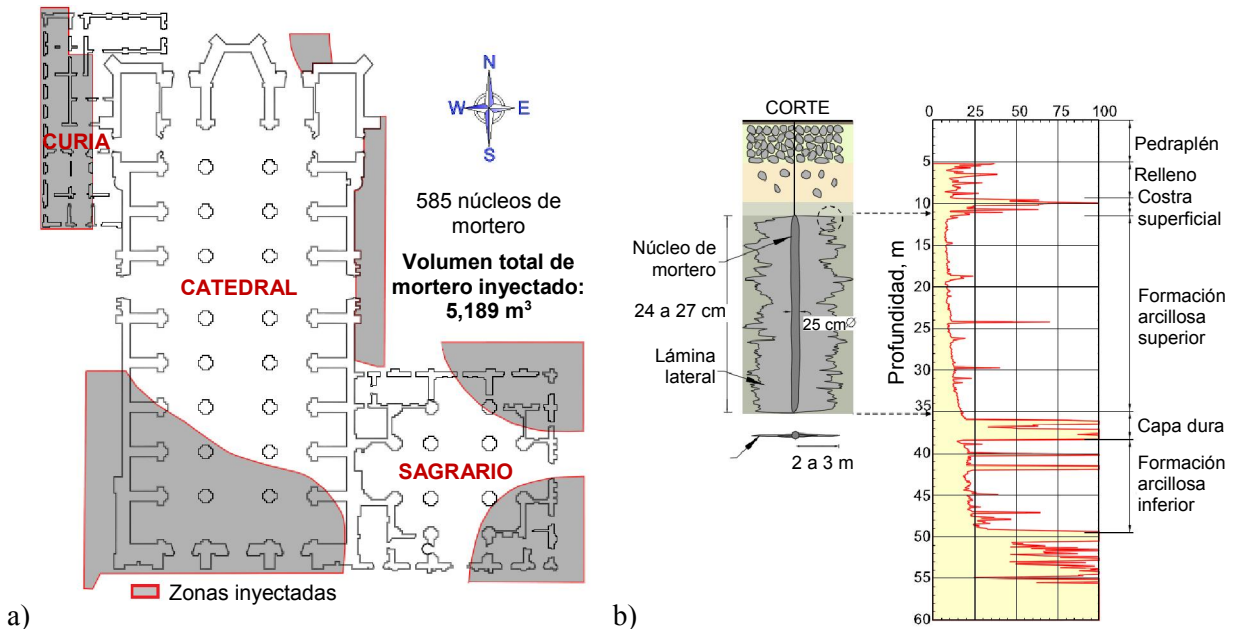 N
W E
S
CURIA
585 núcleos de
mortero
Volumen total de
mortero inyectado:
5,189 m³
CATEDRAL
SAGRARIO
Zonas inyectadas
a)
CORTE
Núcleo de
mortero
24 a 27 cm
25 cm∅
Lámina
lateral
2 a 3 m
b)
0 25 50 75 100
Profundidad, m
5
10
15
20
25
30
35
40
45
50
55
60
Pedraplén
Relleno
Costra
superficial
Formación
arcillosa
superior
Capa dura
Formación
arcillosa
inferior